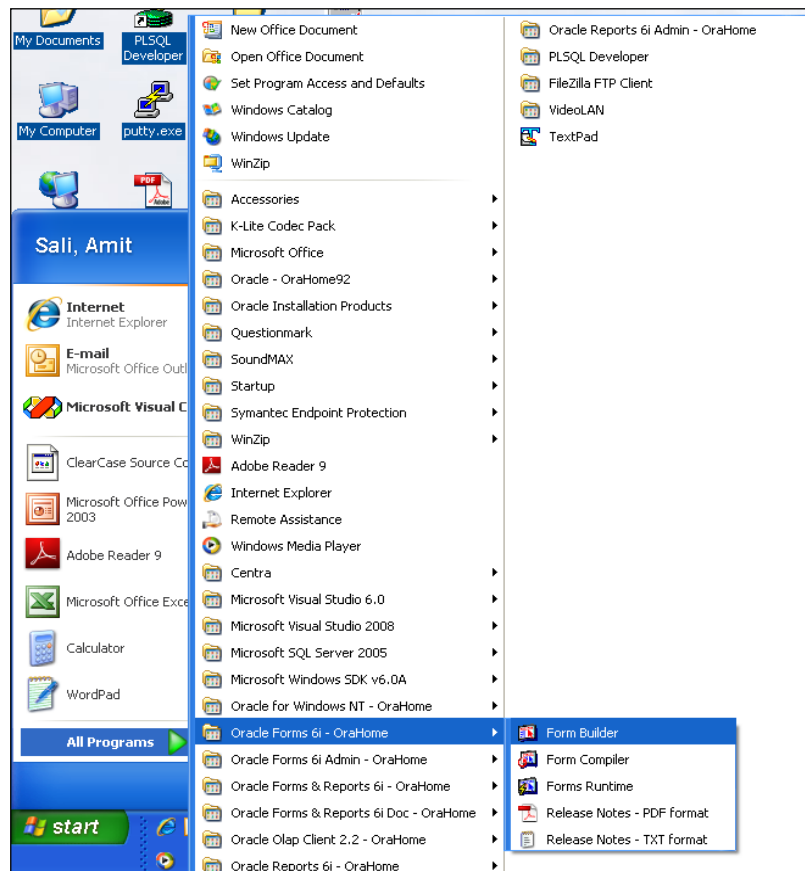 My Documents
PLSQL
Developer
My Computer
putty.exe
PDF
Adobe
Sali, Amit
Internet
Internet Explorer
E-mail
Microsoft Office Outl
Microsoft Visual C
ClearCase Source Co
Microsoft Office Pow
2003
Adobe Reader 9
Microsoft Office Exce
Calculator
WordPad
All Programs
start
New Office Document
Open Office Document
Set Program Access and Defaults
Windows Catalog
Windows Update
WinZip
Accessories
K-Lite Codec Pack
Microsoft Office
Oracle - OraHome92
Oracle Installation Products
Questionmark
SoundMAX
Startup
Symantec Endpoint Protection
WinZip
Adobe Reader 9
Internet Explorer
Remote Assistance
Windows Media Player
Centra
Microsoft Visual Studio 6.0
Microsoft Visual Studio 2008
Microsoft SQL Server 2005
Microsoft Windows SDK v6.0A
Oracle for Windows NT - OraHome
Oracle Forms 6i - OraHome
Oracle Forms 6i Admin - OraHome
Oracle Forms & Reports 6i - OraHome
Oracle Forms & Reports 6i Doc - OraHome
Oracle Olap Client 2.2 - OraHome
Oracle Reports 6i - OraHome
Oracle Reports 6i Admin - OraHome
PLSQL Developer
FileZilla FTP Client
VideoLAN
TextPad
Form Builder
Form Compiler
Forms Runtime
Release Notes - PDF format
Release Notes - TXT format